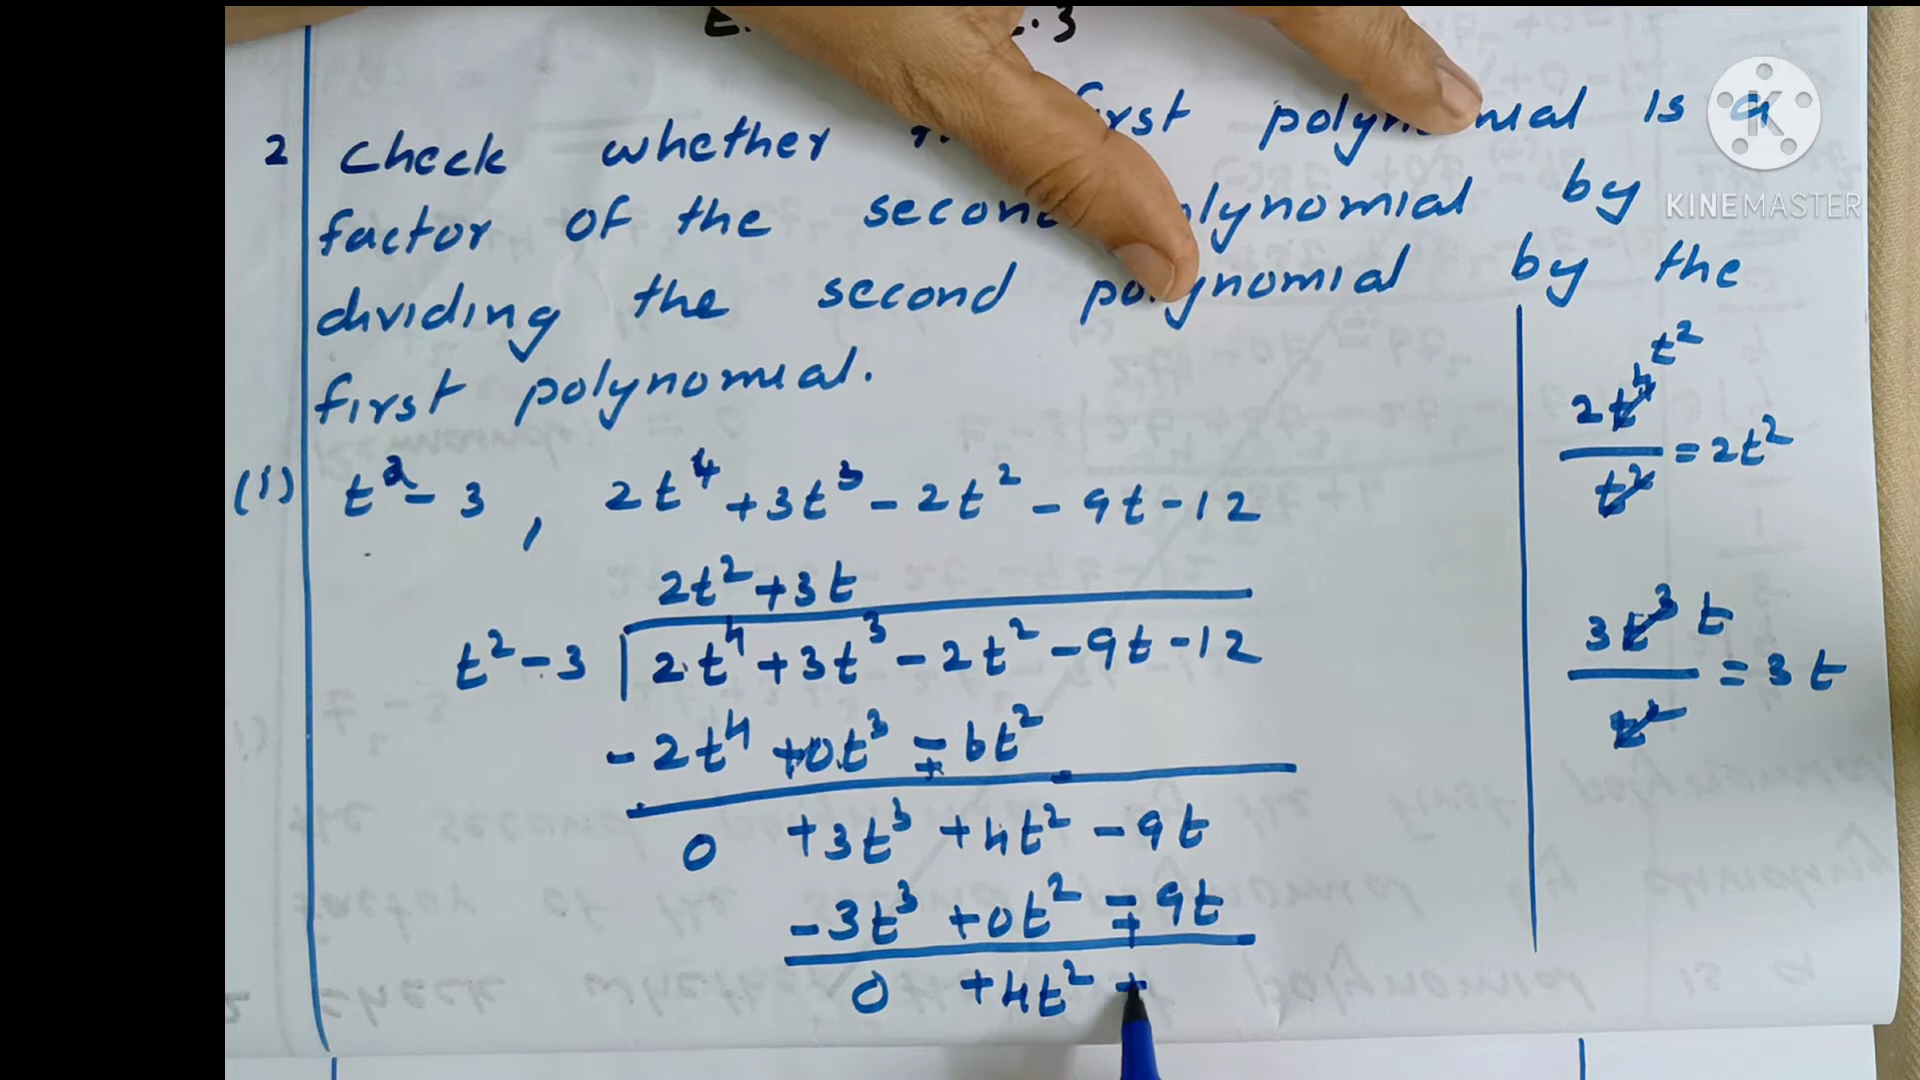 2 Check whether first polynomial is a
factor of the second polynomial by
dividing the second polynomial by the
first polynomial.
(i) t² - 3 , 2t⁴ + 3t³ - 2t² - 9t - 12
2t² + 3t
t² - 3 | 2t⁴ + 3t³ - 2t² - 9t - 12
- 2t⁴ + 0t³ - 6t²
+
0 + 3t³ + 4t² - 9t
- 3t³ + 0t² - 9t
+
0 + 4t² +
t²
2t⁴
= 2t²
t²
3t³ t
= 3t
t²
KINEMASTER